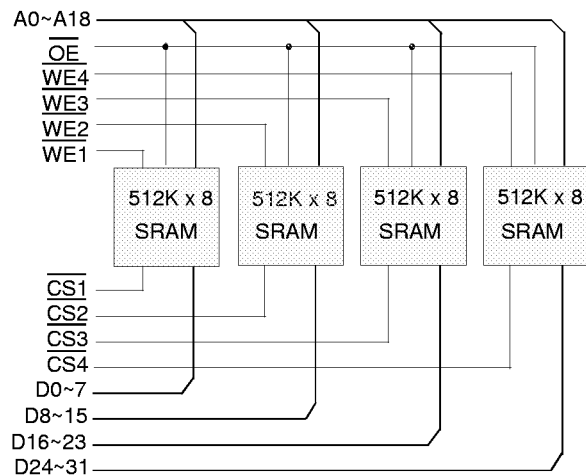 A0~A18
OE
WE4
WE3
WE2
WE1
512K x 8 512K x 8 512K x 8 512K x 8
SRAM SRAM SRAM SRAM
CS1
CS2
CS3
CS4
D0~7
D8~15
D16~23
D24~31